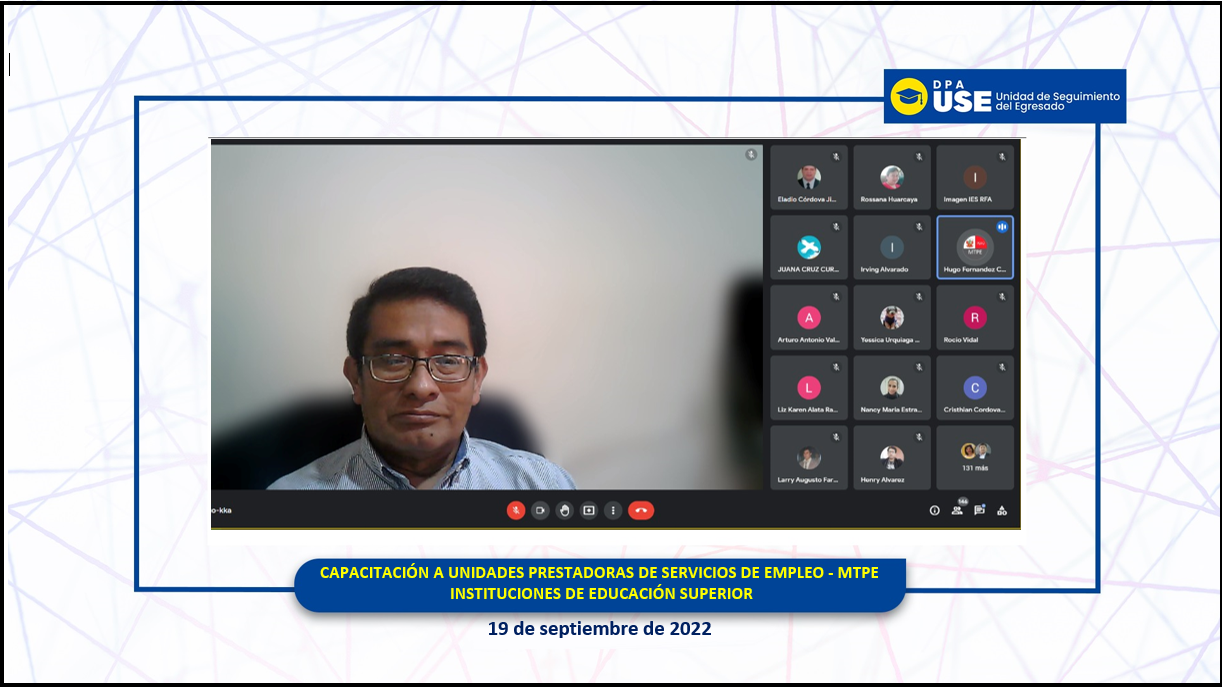 DPA
USE
Unidad de Seguimiento
del Egresado
Eladio Córdova Ji...
Rossana Huarcaya
I
Imagen IES RFA
JUANA CRUZ CUR...
I
Irving Alvarado
MTPE
Hugo Fernandez C...
A
Arturo Antonio Val...
Yessica Urquiaga ...
R
Rocio Vidal
L
Liz Karen Alata Ra...
Nancy Maria Estra...
C
Cristhian Cordova...
Larry Augusto Far...
Henry Alvarez
131 más
o-kka
CAPACITACIÓN A UNIDADES PRESTADORAS DE SERVICIOS DE EMPLEO - MTPE
INSTITUCIONES DE EDUCACIÓN SUPERIOR
19 de septiembre de 2022